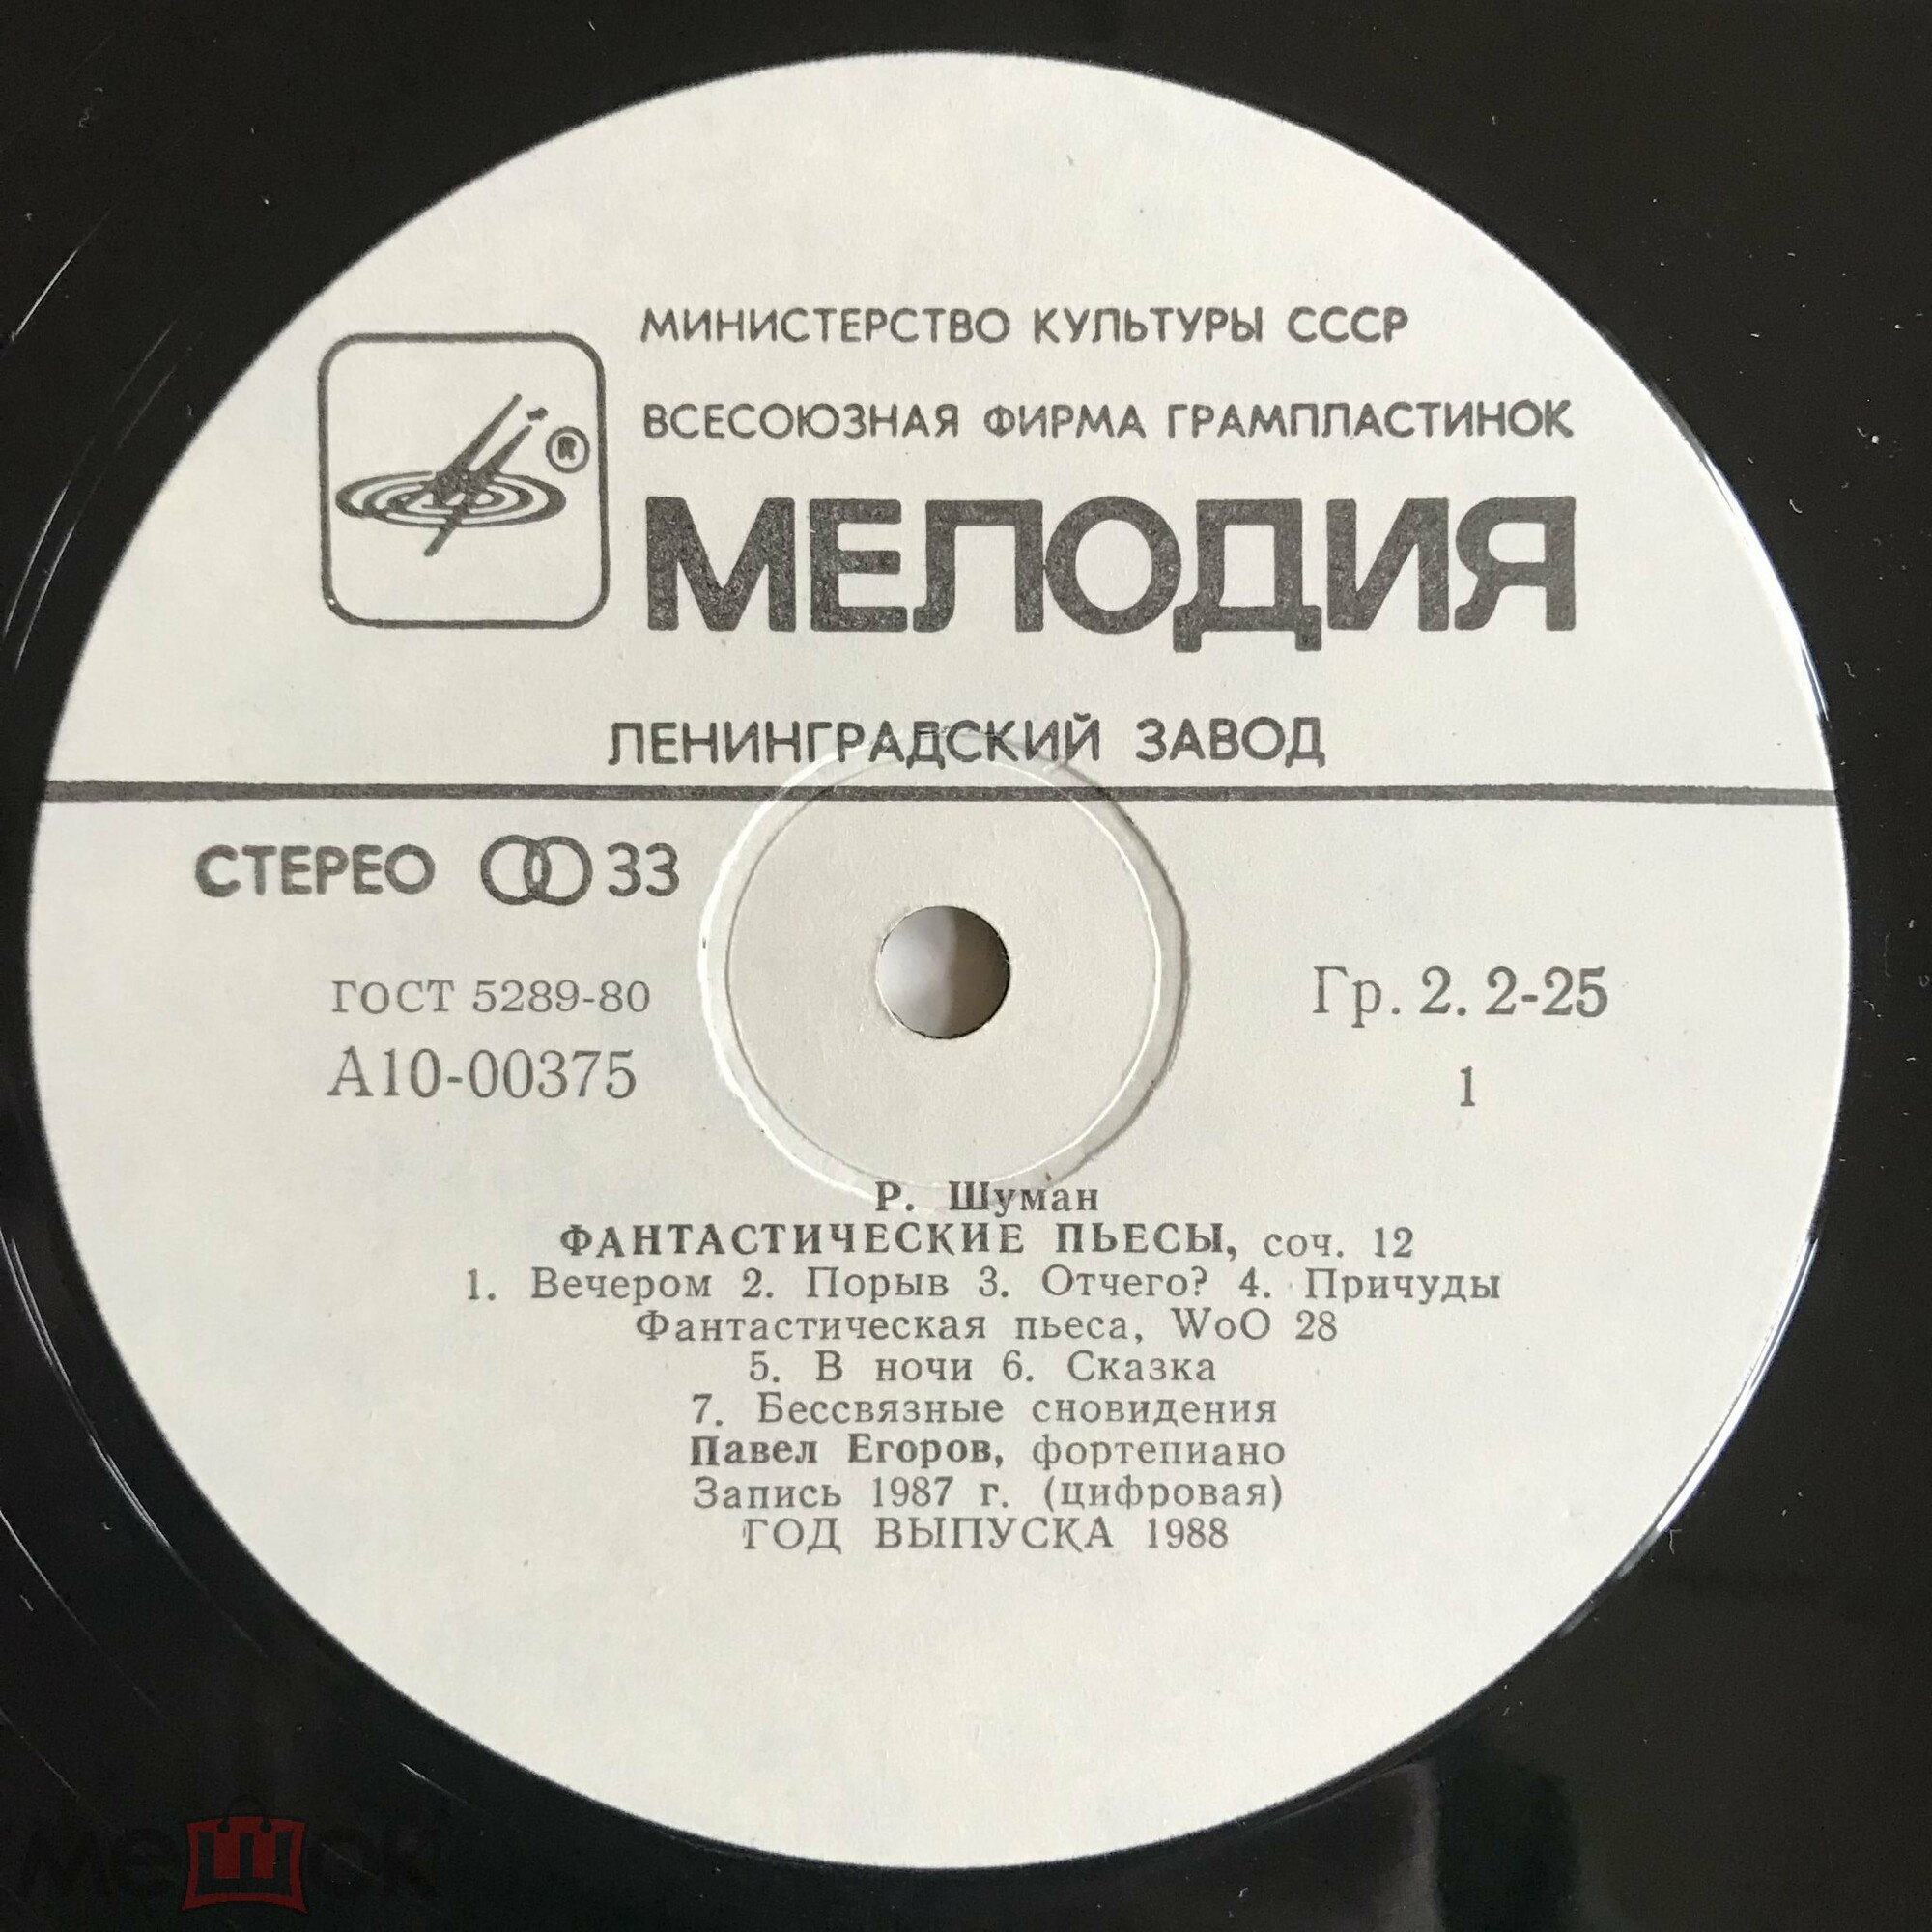 МИНИСТЕРСТВО КУЛЬТУРЫ СССР
ВСЕСОЮЗНАЯ ФИРМА ГРАМПЛАСТИНОК
®
МЕЛОДИЯ
ЛЕНИНГРАДСКИЙ ЗАВОД
СТЕРЕО 33
ГОСТ 5289-80
А10-00375
Гр. 2. 2-25
1
Р. Шуман
ФАНТАСТИЧЕСКИЕ ПЬЕСЫ, соч. 12
1. Вечером 2. Порыв 3. Отчего? 4. Причуды
Фантастическая пьеса, WoO 28
5. В ночи 6. Сказка
7. Бессвязные сновидения
Павел Егоров, фортепиано
Запись 1987 г. (цифровая)
ГОД ВЫПУСКА 1988
мешок